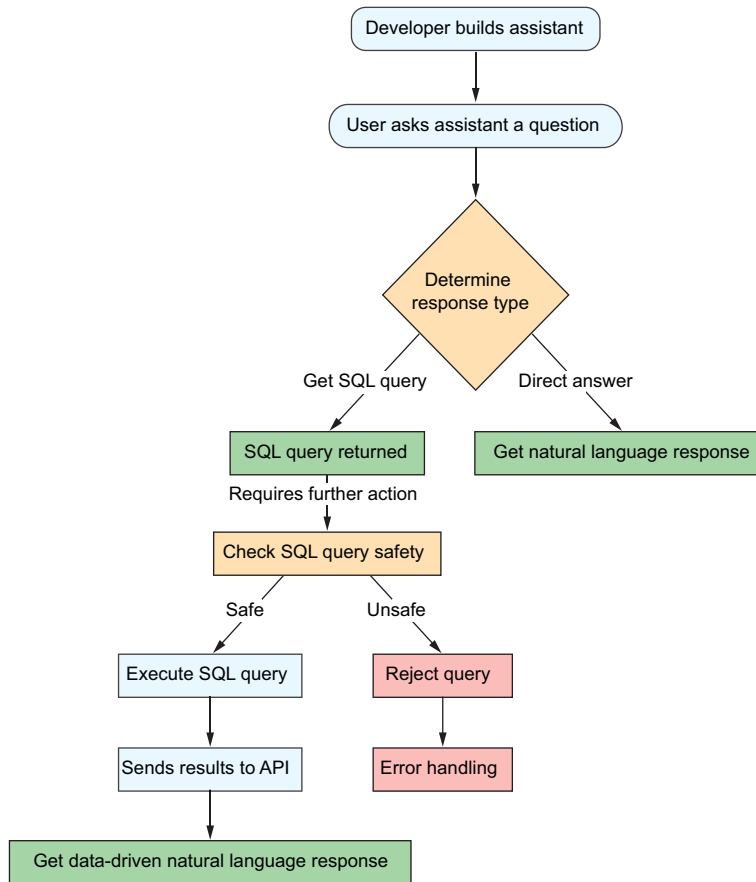 Developer builds assistant
User asks assistant a question
Determine
response type
Get SQL query
Direct answer
SQL query returned
Get natural language response
Requires further action
Check SQL query safety
Safe
Unsafe
Execute SQL query
Reject query
Sends results to API
Error handling
Get data-driven natural language response